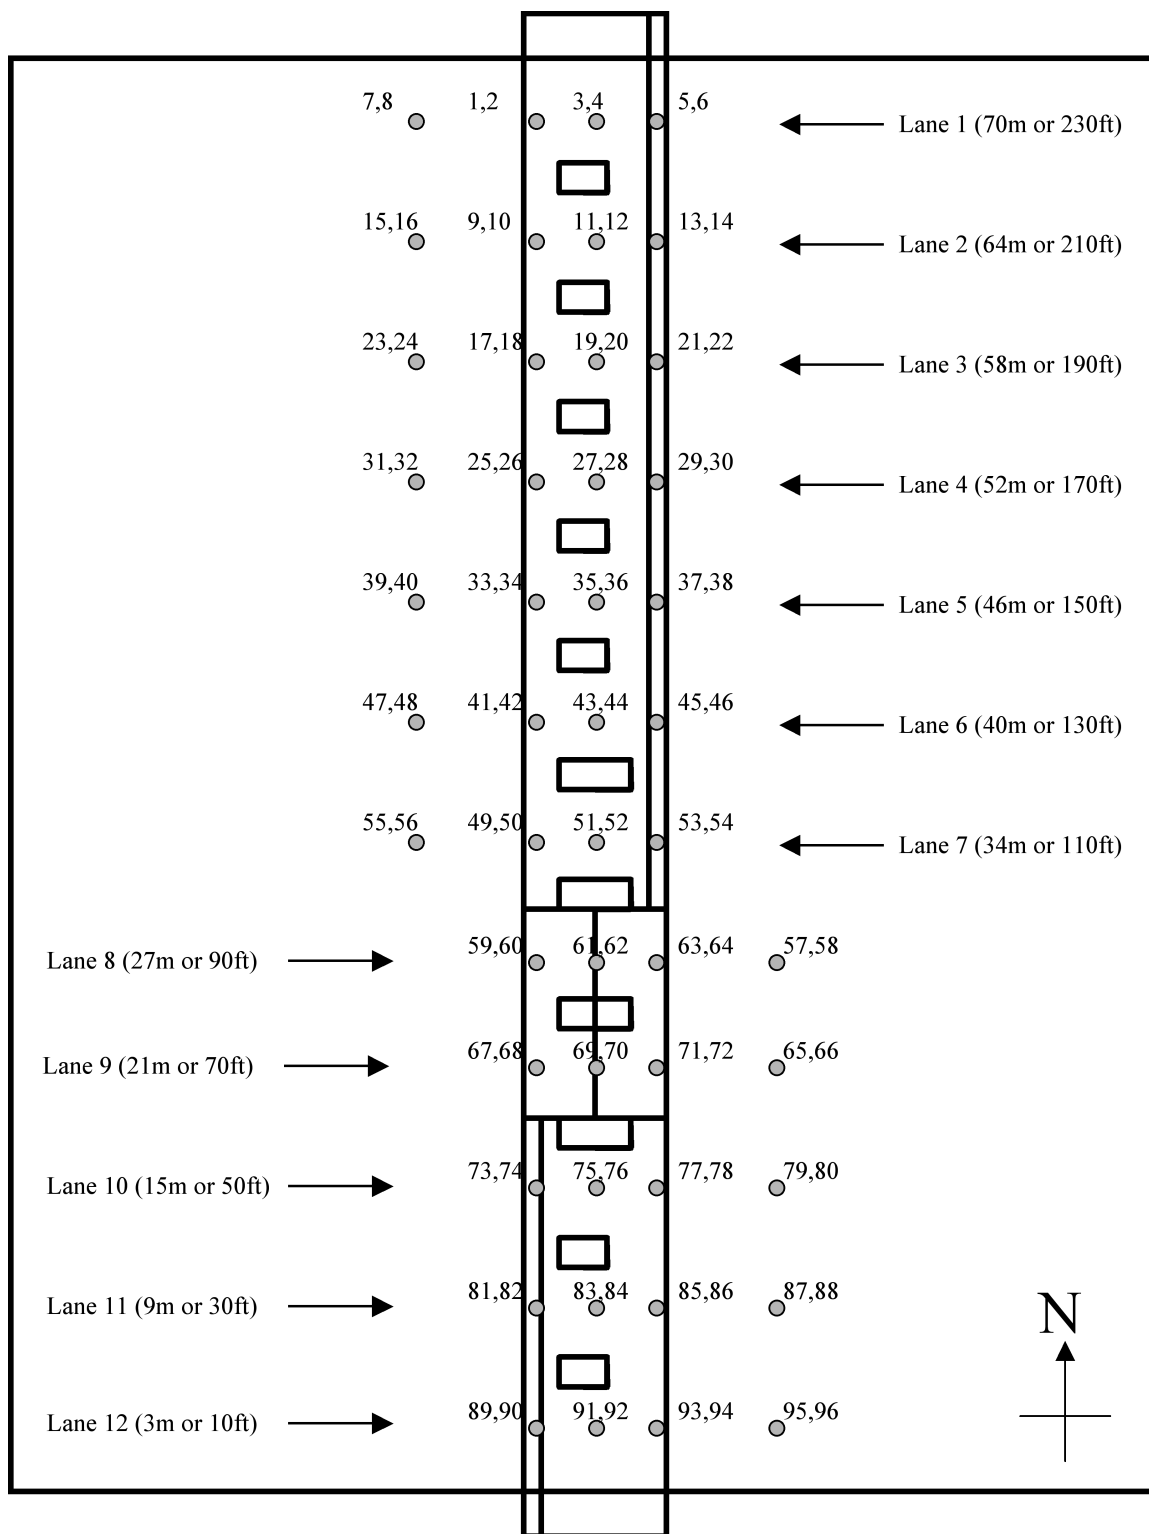 7,8 1,2 3,4 5,6 Lane 1 (70m or 230ft)
15,16 9,10 11,12 13,14 Lane 2 (64m or 210ft)
23,24 17,18 19,20 21,22 Lane 3 (58m or 190ft)
31,32 25,26 27,28 29,30 Lane 4 (52m or 170ft)
39,40 33,34 35,36 37,38 Lane 5 (46m or 150ft)
47,48 41,42 43,44 45,46 Lane 6 (40m or 130ft)
55,56 49,50 51,52 53,54 Lane 7 (34m or 110ft)
Lane 8 (27m or 90ft) 59,60 61,62 63,64 57,58
Lane 9 (21m or 70ft) 67,68 69,70 71,72 65,66
Lane 10 (15m or 50ft) 73,74 75,76 77,78 79,80
Lane 11 (9m or 30ft) 81,82 83,84 85,86 87,88
N
Lane 12 (3m or 10ft) 89,90 91,92 93,94 95,96